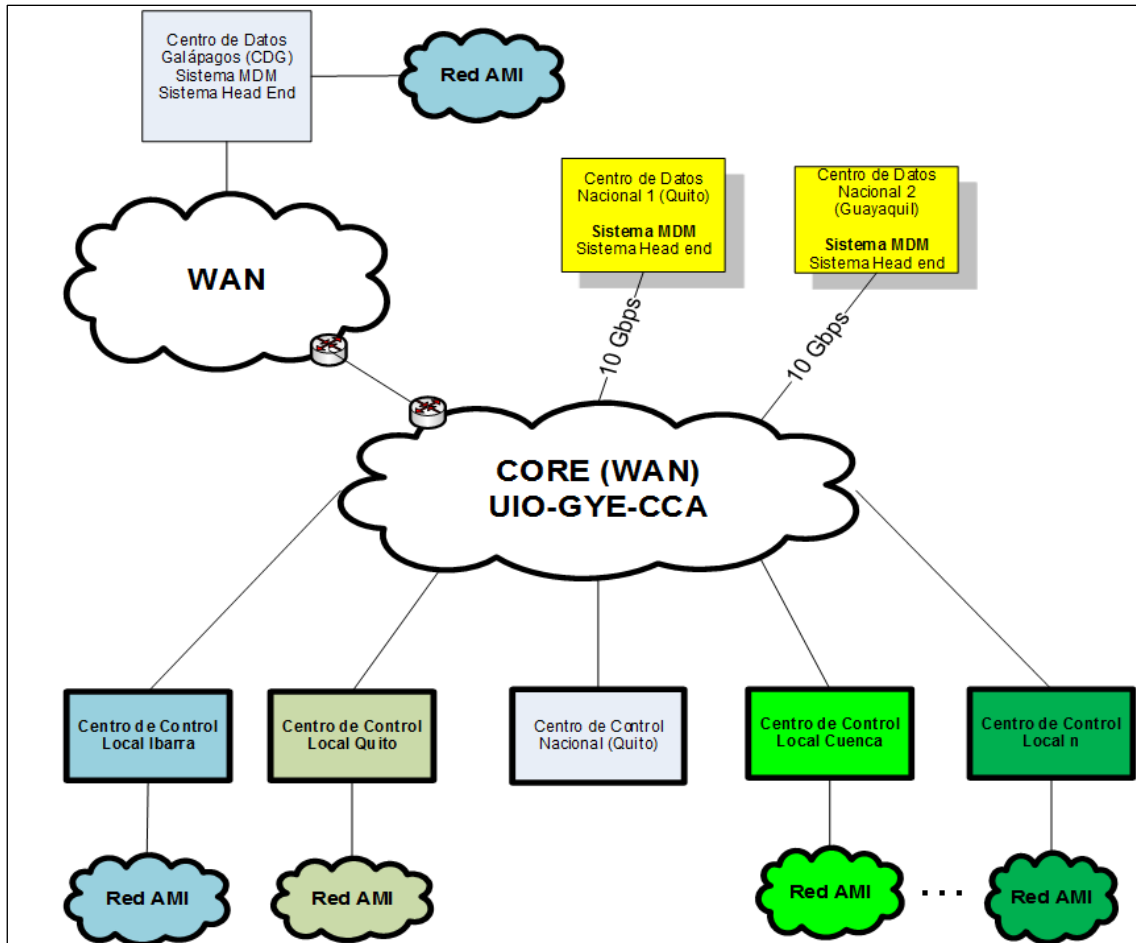 Centro de Datos
Galápagos (CDG)
Sistema MDM
Sistema Head End
Red AMI
WAN
Centro de Datos
Nacional 1 (Quito)
Sistema MDM
Sistema Head end
Centro de Datos
Nacional 2
(Guayaquil)
Sistema MDM
Sistema Head end
10 Gbps
10 Gbps
CORE (WAN)
UIO-GYE-CCA
Centro de Control
Local Ibarra
Centro de Control
Local Quito
Centro de Control
Nacional (Quito)
Centro de Control
Local Cuenca
Centro de Control
Local n
Red AMI
Red AMI
Red AMI
...
Red AMI